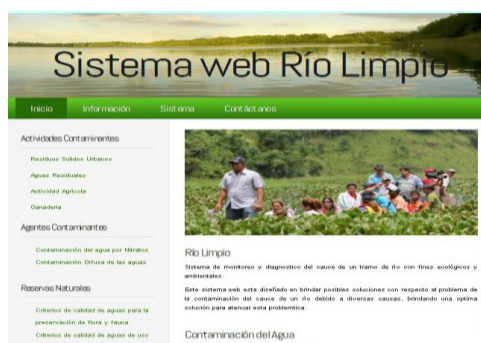 Sistema web Río Limpio
Inicio Información Sistema Contáctanos
Actividades Contaminantes
Residuos Solidos Urbanos
Aguas Residuales
Actividad Agricola
Ganaderia
Agentes Contaminantes
Contaminación del agua por Nitratos
Contaminación Difusa de las aguas
Reservas Naturales
Criterios de calidad de aguas para la
preservación de flora y fauna
Criterios de calidad de aguas de uso
Río Limpio
Sistema de monitoreo y diagnostico del cauce de un tramo de rio con fines ecológicos y
ambientales.
Este sistema web esta diseñado en brindar posibles soluciones con respecto al problema de
la contaminación del cauce de un rio debido a diversas causas, brindando una optima
solución para atenuar esta problemitca.
Contaminación del Agua